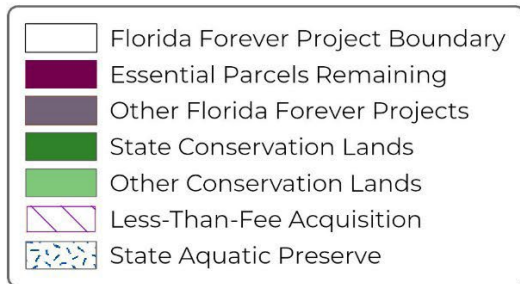 Florida Forever Project Boundary
Essential Parcels Remaining
Other Florida Forever Projects
State Conservation Lands
Other Conservation Lands
Less-Than-Fee Acquisition
State Aquatic Preserve